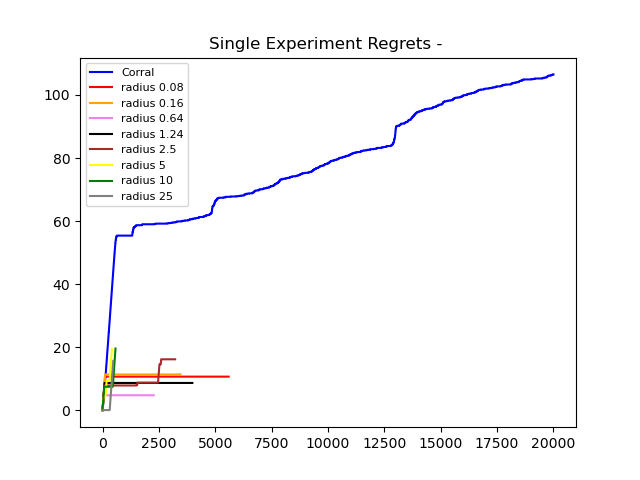 Single Experiment Regrets -
Corral
radius 0.08
radius 0.16
radius 0.64
radius 1.24
radius 2.5
radius 5
radius 10
radius 25
100
80
60
40
20
0
0 2500 5000 7500 10000 12500 15000 17500 20000